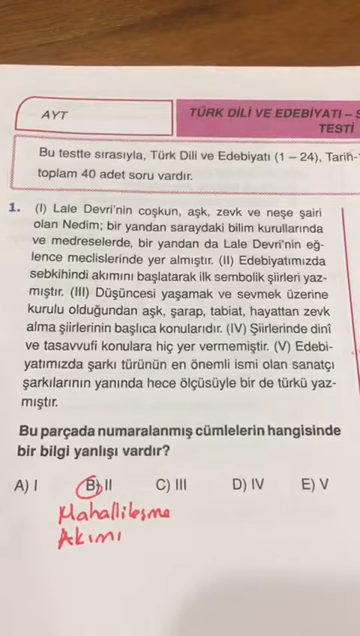 AYT
TÜRK DİLİ VE EDEBİYATI – S
TESTİ
Bu testte sırasıyla, Türk Dili ve Edebiyatı (1 – 24), Tarih-
toplam 40 adet soru vardır.
1. (I) Lale Devri'nin coşkun, aşk, zevk ve neşe şairi
olan Nedim; bir yandan saraydaki bilim kurullarında
ve medreselerde, bir yandan da Lale Devri'nin eğ-
lence meclislerinde yer almıştır. (II) Edebiyatımızda
sebkihindi akımını başlatarak ilk sembolik şiirleri yaz-
mıştır. (III) Düşüncesi yaşamak ve sevmek üzerine
kurulu olduğundan aşk, şarap, tabiat, hayattan zevk
alma şiirlerinin başlıca konularıdır. (IV) Şiirlerinde dinî
ve tasavvufi konulara hiç yer vermemiştir. (V) Edebi-
yatımızda şarkı türünün en önemli ismi olan sanatçı
şarkılarının yanında hece ölçüsüyle bir de türkü yaz-
mıştır.
Bu parçada numaralanmış cümlelerin hangisinde
bir bilgi yanlışı vardır?
A) I B) II C) III D) IV E) V
Mahallileşme
Akımı